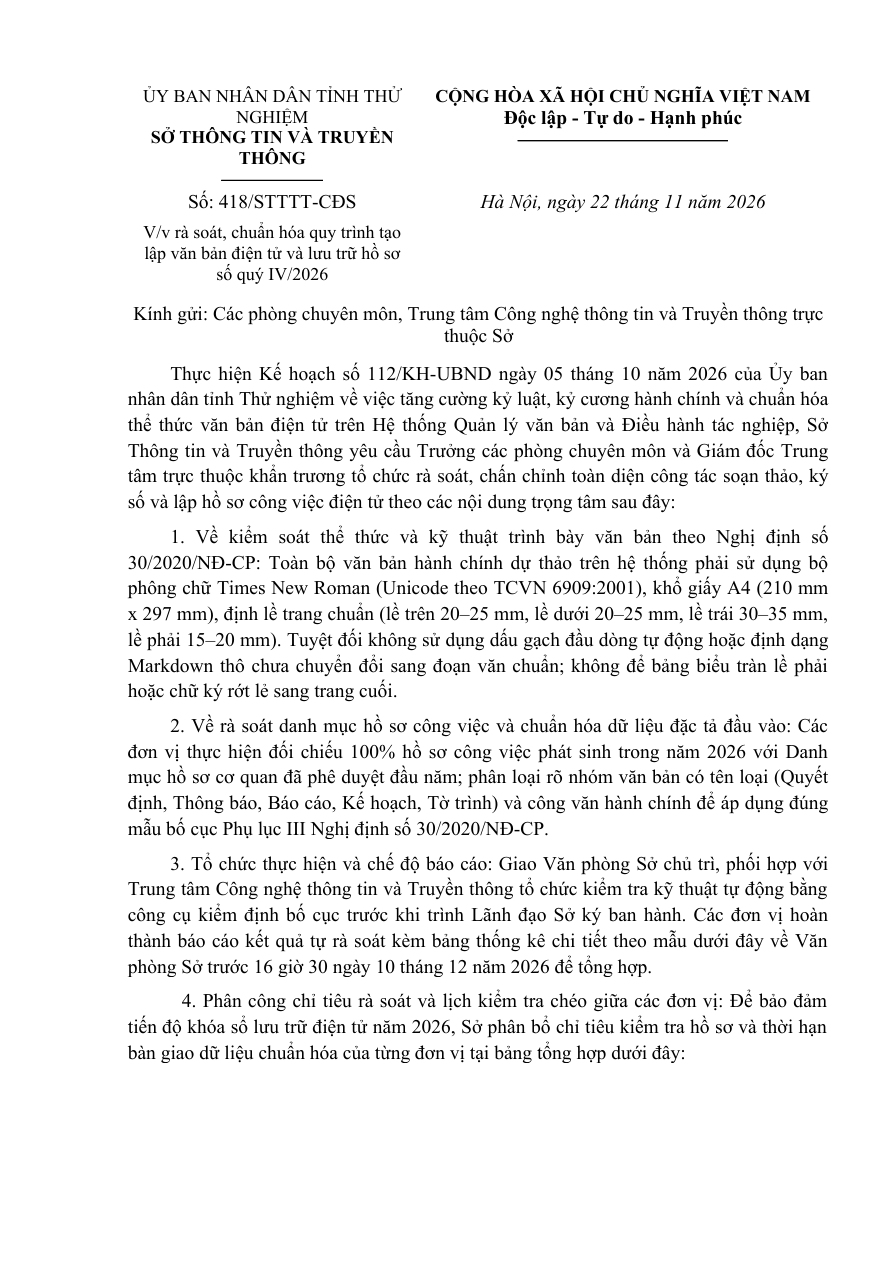 ỦY BAN NHÂN DÂN TỈNH THỬ
NGHIỆM
SỞ THÔNG TIN VÀ TRUYỀN
THÔNG
CỘNG HÒA XÃ HỘI CHỦ NGHĨA VIỆT NAM
Độc lập - Tự do - Hạnh phúc
Số: 418/STTTT-CĐS
Hà Nội, ngày 22 tháng 11 năm 2026
V/v rà soát, chuẩn hóa quy trình tạo
lập văn bản điện tử và lưu trữ hồ sơ
số quý IV/2026
Kính gửi: Các phòng chuyên môn, Trung tâm Công nghệ thông tin và Truyền thông trực
thuộc Sở
Thực hiện Kế hoạch số 112/KH-UBND ngày 05 tháng 10 năm 2026 của Ủy ban
nhân dân tỉnh Thử nghiệm về việc tăng cường kỷ luật, kỷ cương hành chính và chuẩn hóa
thể thức văn bản điện tử trên Hệ thống Quản lý văn bản và Điều hành tác nghiệp, Sở
Thông tin và Truyền thông yêu cầu Trưởng các phòng chuyên môn và Giám đốc Trung
tâm trực thuộc khẩn trương tổ chức rà soát, chấn chỉnh toàn diện công tác soạn thảo, ký
số và lập hồ sơ công việc điện tử theo các nội dung trọng tâm sau đây:
1. Về kiểm soát thể thức và kỹ thuật trình bày văn bản theo Nghị định số
30/2020/NĐ-CP: Toàn bộ văn bản hành chính dự thảo trên hệ thống phải sử dụng bộ
phông chữ Times New Roman (Unicode theo TCVN 6909:2001), khổ giấy A4 (210 mm
x 297 mm), định lề trang chuẩn (lề trên 20–25 mm, lề dưới 20–25 mm, lề trái 30–35 mm,
lề phải 15–20 mm). Tuyệt đối không sử dụng dấu gạch đầu dòng tự động hoặc định dạng
Markdown thô chưa chuyển đổi sang đoạn văn chuẩn; không để bảng biểu tràn lề phải
hoặc chữ ký rớt lẻ sang trang cuối.
2. Về rà soát danh mục hồ sơ công việc và chuẩn hóa dữ liệu đặc tả đầu vào: Các
đơn vị thực hiện đối chiếu 100% hồ sơ công việc phát sinh trong năm 2026 với Danh
mục hồ sơ cơ quan đã phê duyệt đầu năm; phân loại rõ nhóm văn bản có tên loại (Quyết
định, Thông báo, Báo cáo, Kế hoạch, Tờ trình) và công văn hành chính để áp dụng đúng
mẫu bố cục Phụ lục III Nghị định số 30/2020/NĐ-CP.
3. Tổ chức thực hiện và chế độ báo cáo: Giao Văn phòng Sở chủ trì, phối hợp với
Trung tâm Công nghệ thông tin và Truyền thông tổ chức kiểm tra kỹ thuật tự động bằng
công cụ kiểm định bố cục trước khi trình Lãnh đạo Sở ký ban hành. Các đơn vị hoàn
thành báo cáo kết quả tự rà soát kèm bảng thống kê chi tiết theo mẫu dưới đây về Văn
phòng Sở trước 16 giờ 30 ngày 10 tháng 12 năm 2026 để tổng hợp.
4. Phân công chỉ tiêu rà soát và lịch kiểm tra chéo giữa các đơn vị: Để bảo đảm
tiến độ khóa sổ lưu trữ điện tử năm 2026, Sở phân bổ chỉ tiêu kiểm tra hồ sơ và thời hạn
bàn giao dữ liệu chuẩn hóa của từng đơn vị tại bảng tổng hợp dưới đây: